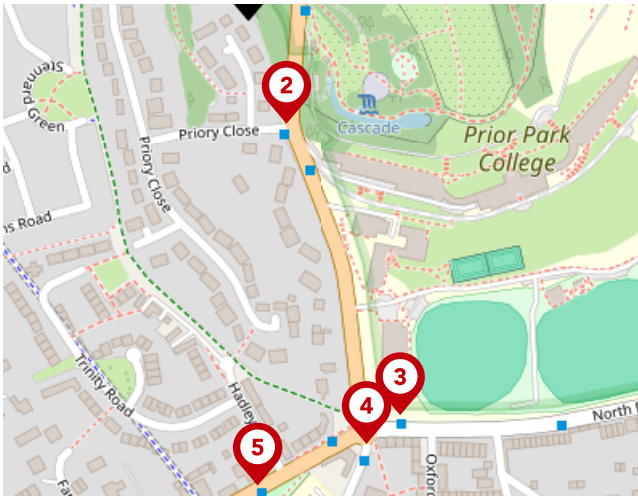 2
Stennard
Green
Priory Close
Cascade
Prior Park
College
Priory Close
Road
Trinity Road
Hadley
3
4
5
North
Oxford